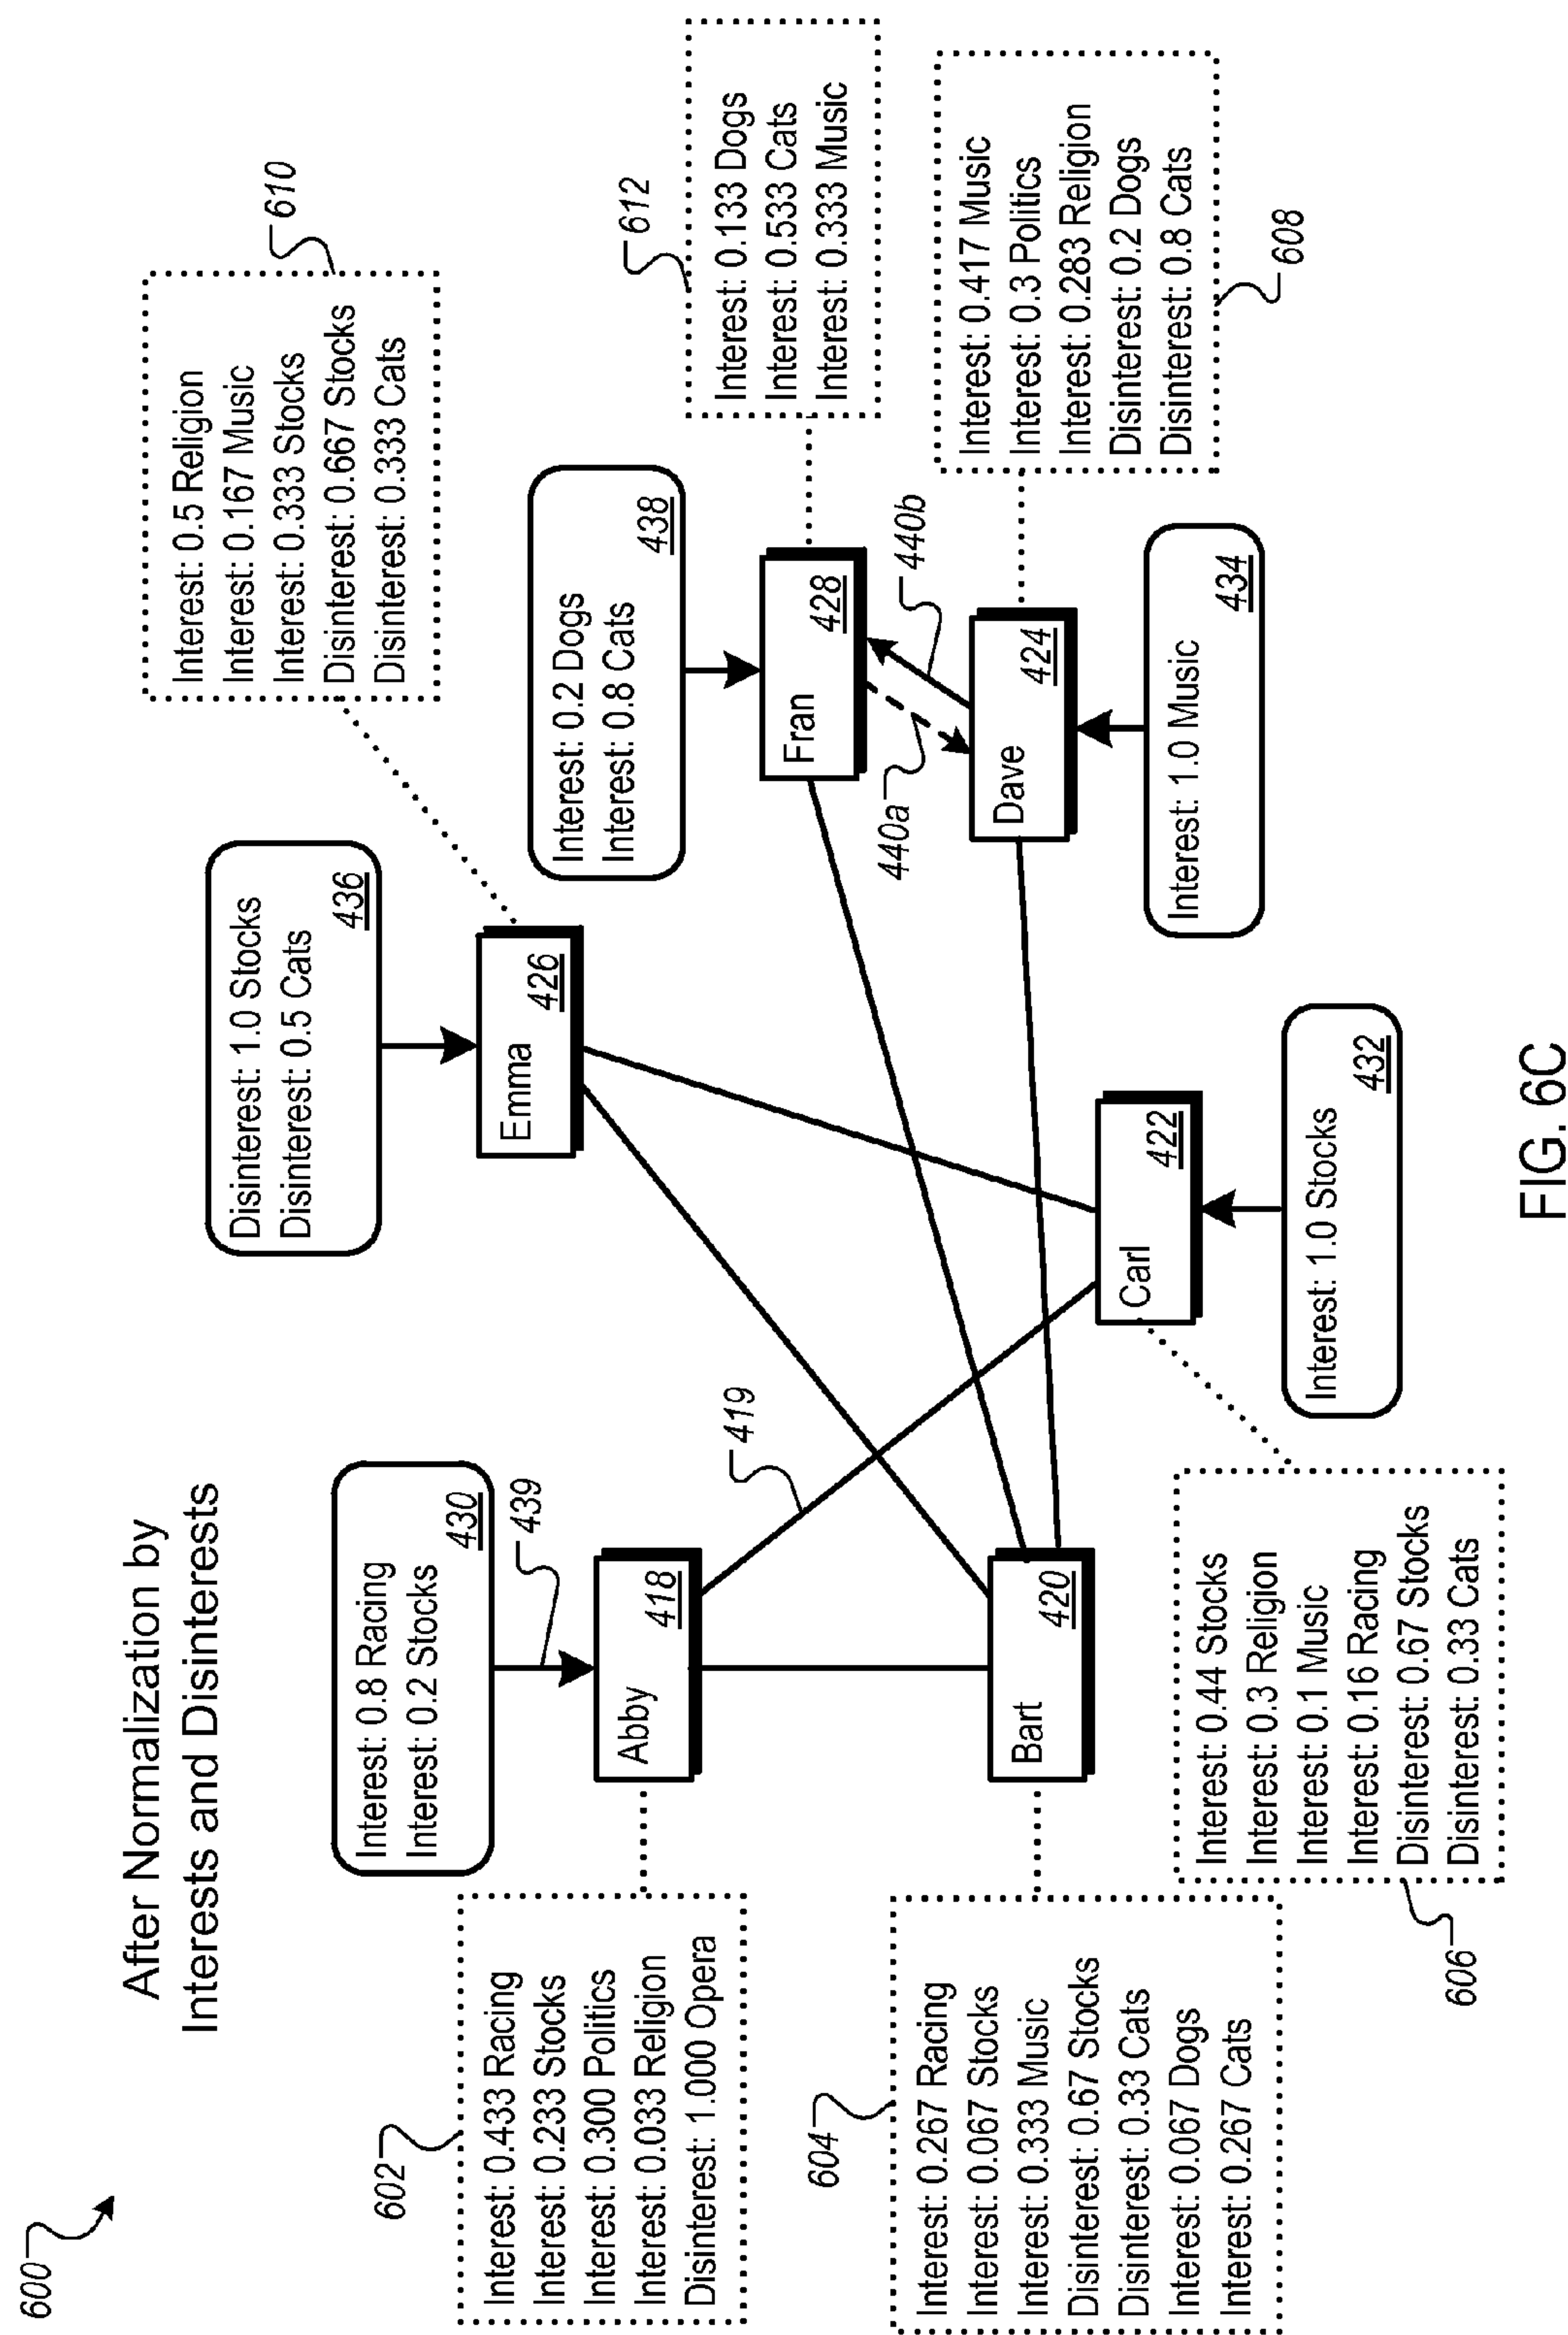 600
After Normalization by
Interests and Disinterests
Interest: 0.8 Racing
Interest: 0.2 Stocks
430
439
Disinterest: 1.0 Stocks
Disinterest: 0.5 Cats
436
Interest: 0.5 Religion
Interest: 0.167 Music
Interest: 0.333 Stocks
Disinterest: 0.667 Stocks
Disinterest: 0.333 Cats
610
602
Interest: 0.433 Racing
Interest: 0.233 Stocks
Interest: 0.300 Politics
Interest: 0.033 Religion
Disinterest: 1.000 Opera
Abby
418
419
Emma
426
Interest: 0.2 Dogs
Interest: 0.8 Cats
438
612
Interest: 0.133 Dogs
Interest: 0.533 Cats
Interest: 0.333 Music
Fran
428
440a
440b
604
Interest: 0.267 Racing
Interest: 0.067 Stocks
Interest: 0.333 Music
Disinterest: 0.67 Stocks
Disinterest: 0.33 Cats
Interest: 0.067 Dogs
Interest: 0.267 Cats
Bart
420
Carl
422
Dave
424
Interest: 0.417 Music
Interest: 0.3 Politics
Interest: 0.283 Religion
Disinterest: 0.2 Dogs
Disinterest: 0.8 Cats
608
606
Interest: 0.44 Stocks
Interest: 0.3 Religion
Interest: 0.1 Music
Interest: 0.16 Racing
Disinterest: 0.67 Stocks
Disinterest: 0.33 Cats
Interest: 1.0 Stocks
432
Interest: 1.0 Music
434
FIG. 6C